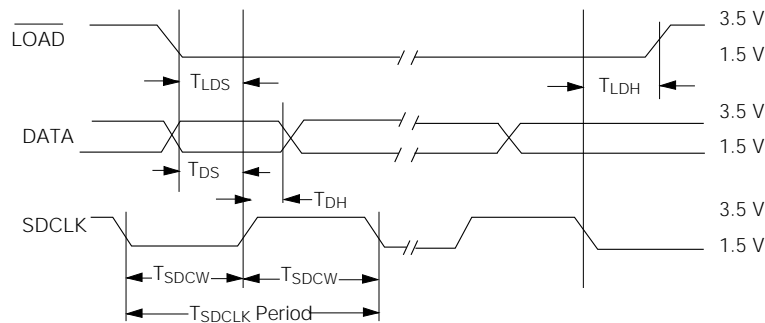 LOAD
3.5 V
1.5 V
TLDS
TLDH
DATA
3.5 V
1.5 V
TDS
TDH
SDCLK
3.5 V
1.5 V
TSDCW
TSDCW
TSDCLK Period